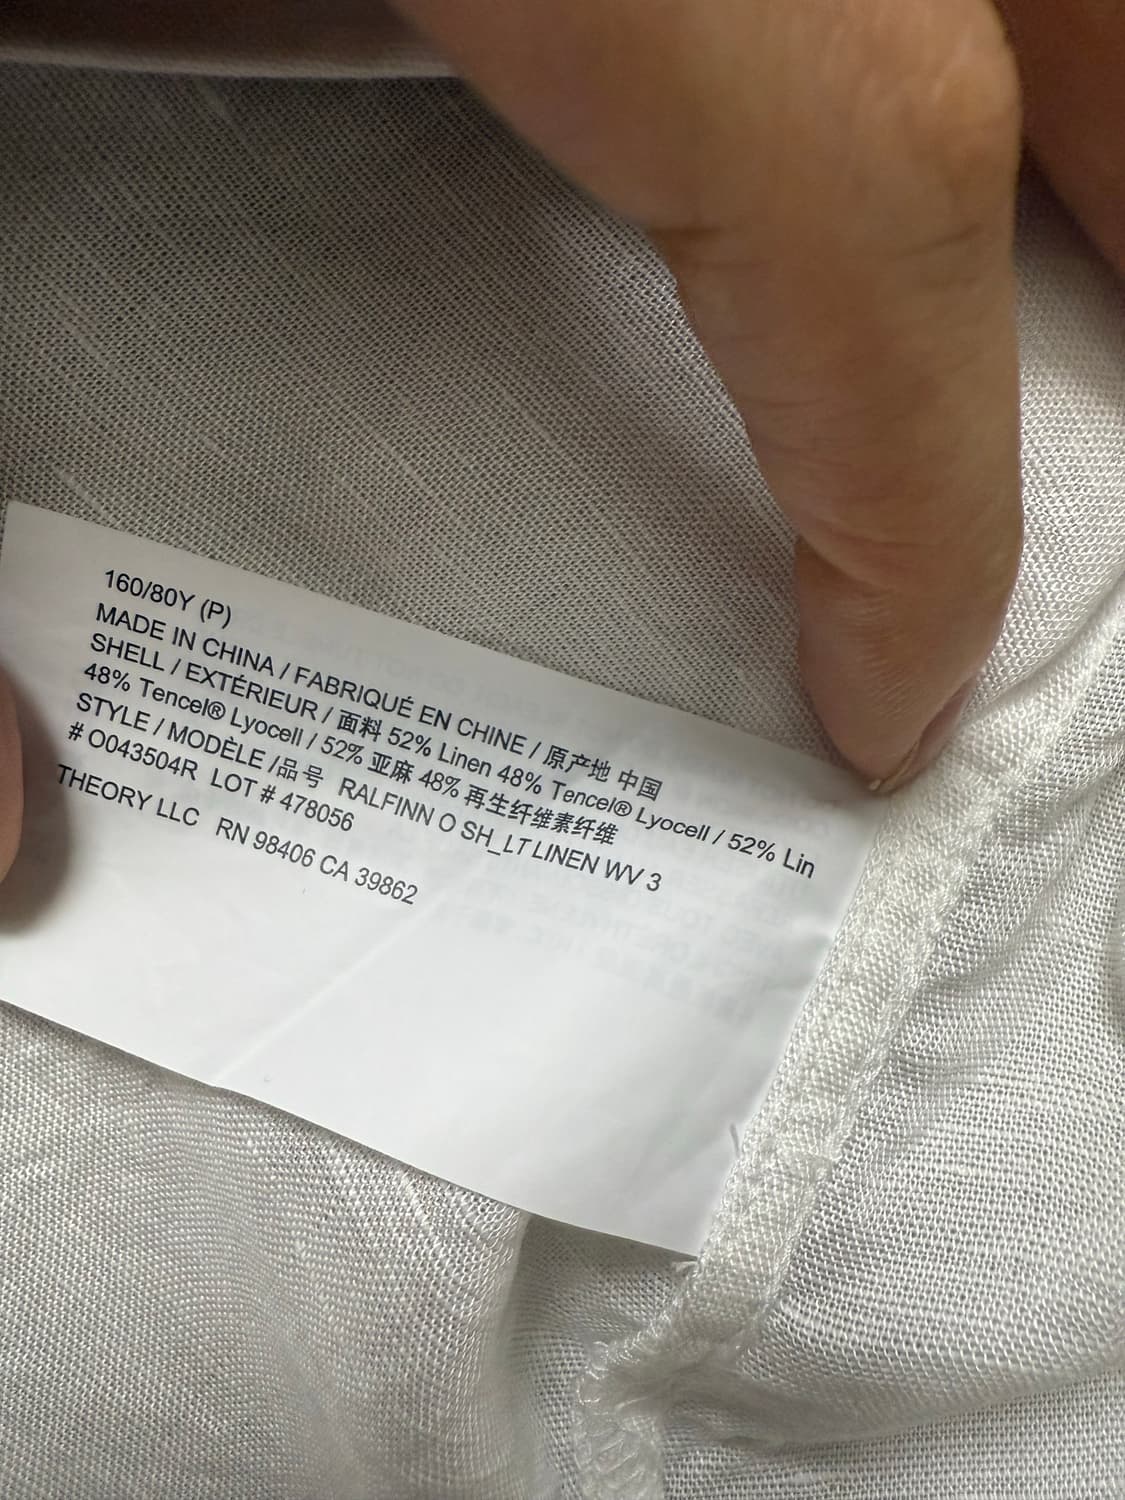 160/80Y (P)
MADE IN CHINA / FABRIQUÉ EN CHINE / 原产地 中国
SHELL / EXTÉRIEUR / 面料 52% Linen 48% Tencel® Lyocell / 52% Lin
48% Tencel® Lyocell / 52% 亚麻 48% 再生纤维素纤维
STYLE / MODÈLE /品号 RALFINN O SH_LT LINEN WV 3
# O043504R LOT # 478056
THEORY LLC RN 98406 CA 39862